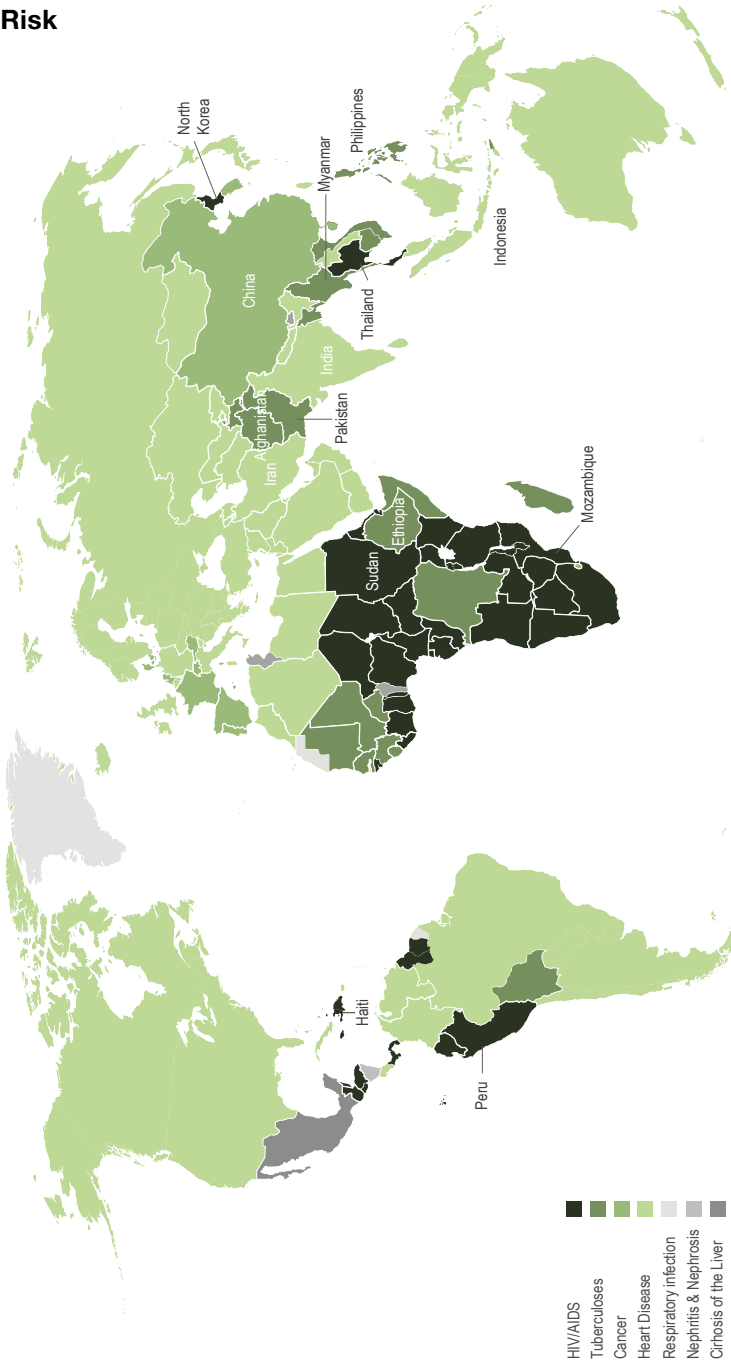 Risk
North
Korea
Philippines
Myanmar
China
Indonesia
Thailand
India
Afghanistan
Pakistan
Iran
Mozambique
Ethiopia
Sudan
Haiti
Peru
HIV/AIDS
Tuberculoses
Cancer
Heart Disease
Respiratory infection
Nephritis & Nephrosis
Cirhosis of the Liver